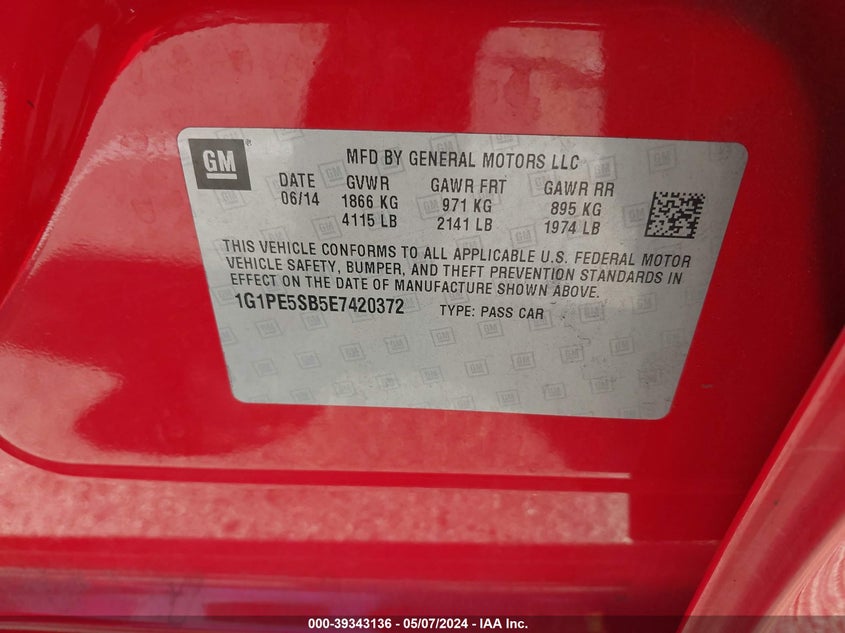 GM
MFD BY GENERAL MOTORS LLC
DATE GVWR GAWR FRT GAWR RR
06/14 1866 KG 971 KG 895 KG
4115 LB 2141 LB 1974 LB
THIS VEHICLE CONFORMS TO ALL APPLICABLE U.S. FEDERAL MOTOR
VEHICLE SAFETY, BUMPER, AND THEFT PREVENTION STANDARDS IN
EFFECT ON THE DATE OF MANUFACTURE SHOWN ABOVE.
1G1PE5SB5E7420372 TYPE: PASS CAR
000-39343136 - 05/07/2024 - IAA Inc.